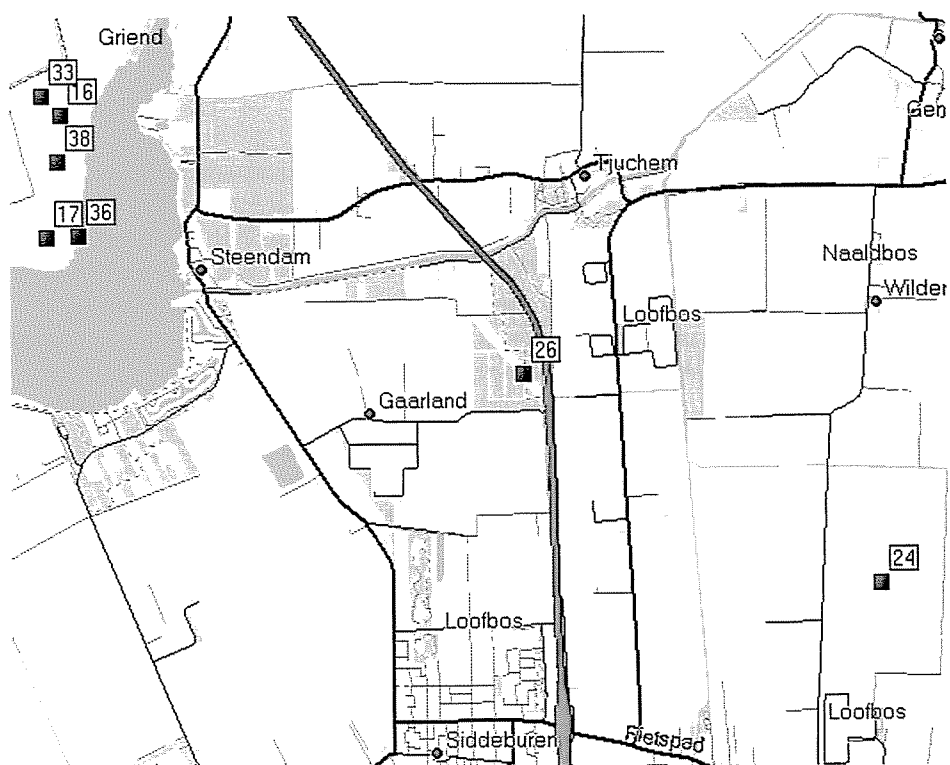 Griend
33
16
38
Tjuchem
17
36
Steendam
Naaldbos
Wilder
Loofbos
26
Gaarland
24
Loofbos
Loofbos
Siddeburen
Fietspad